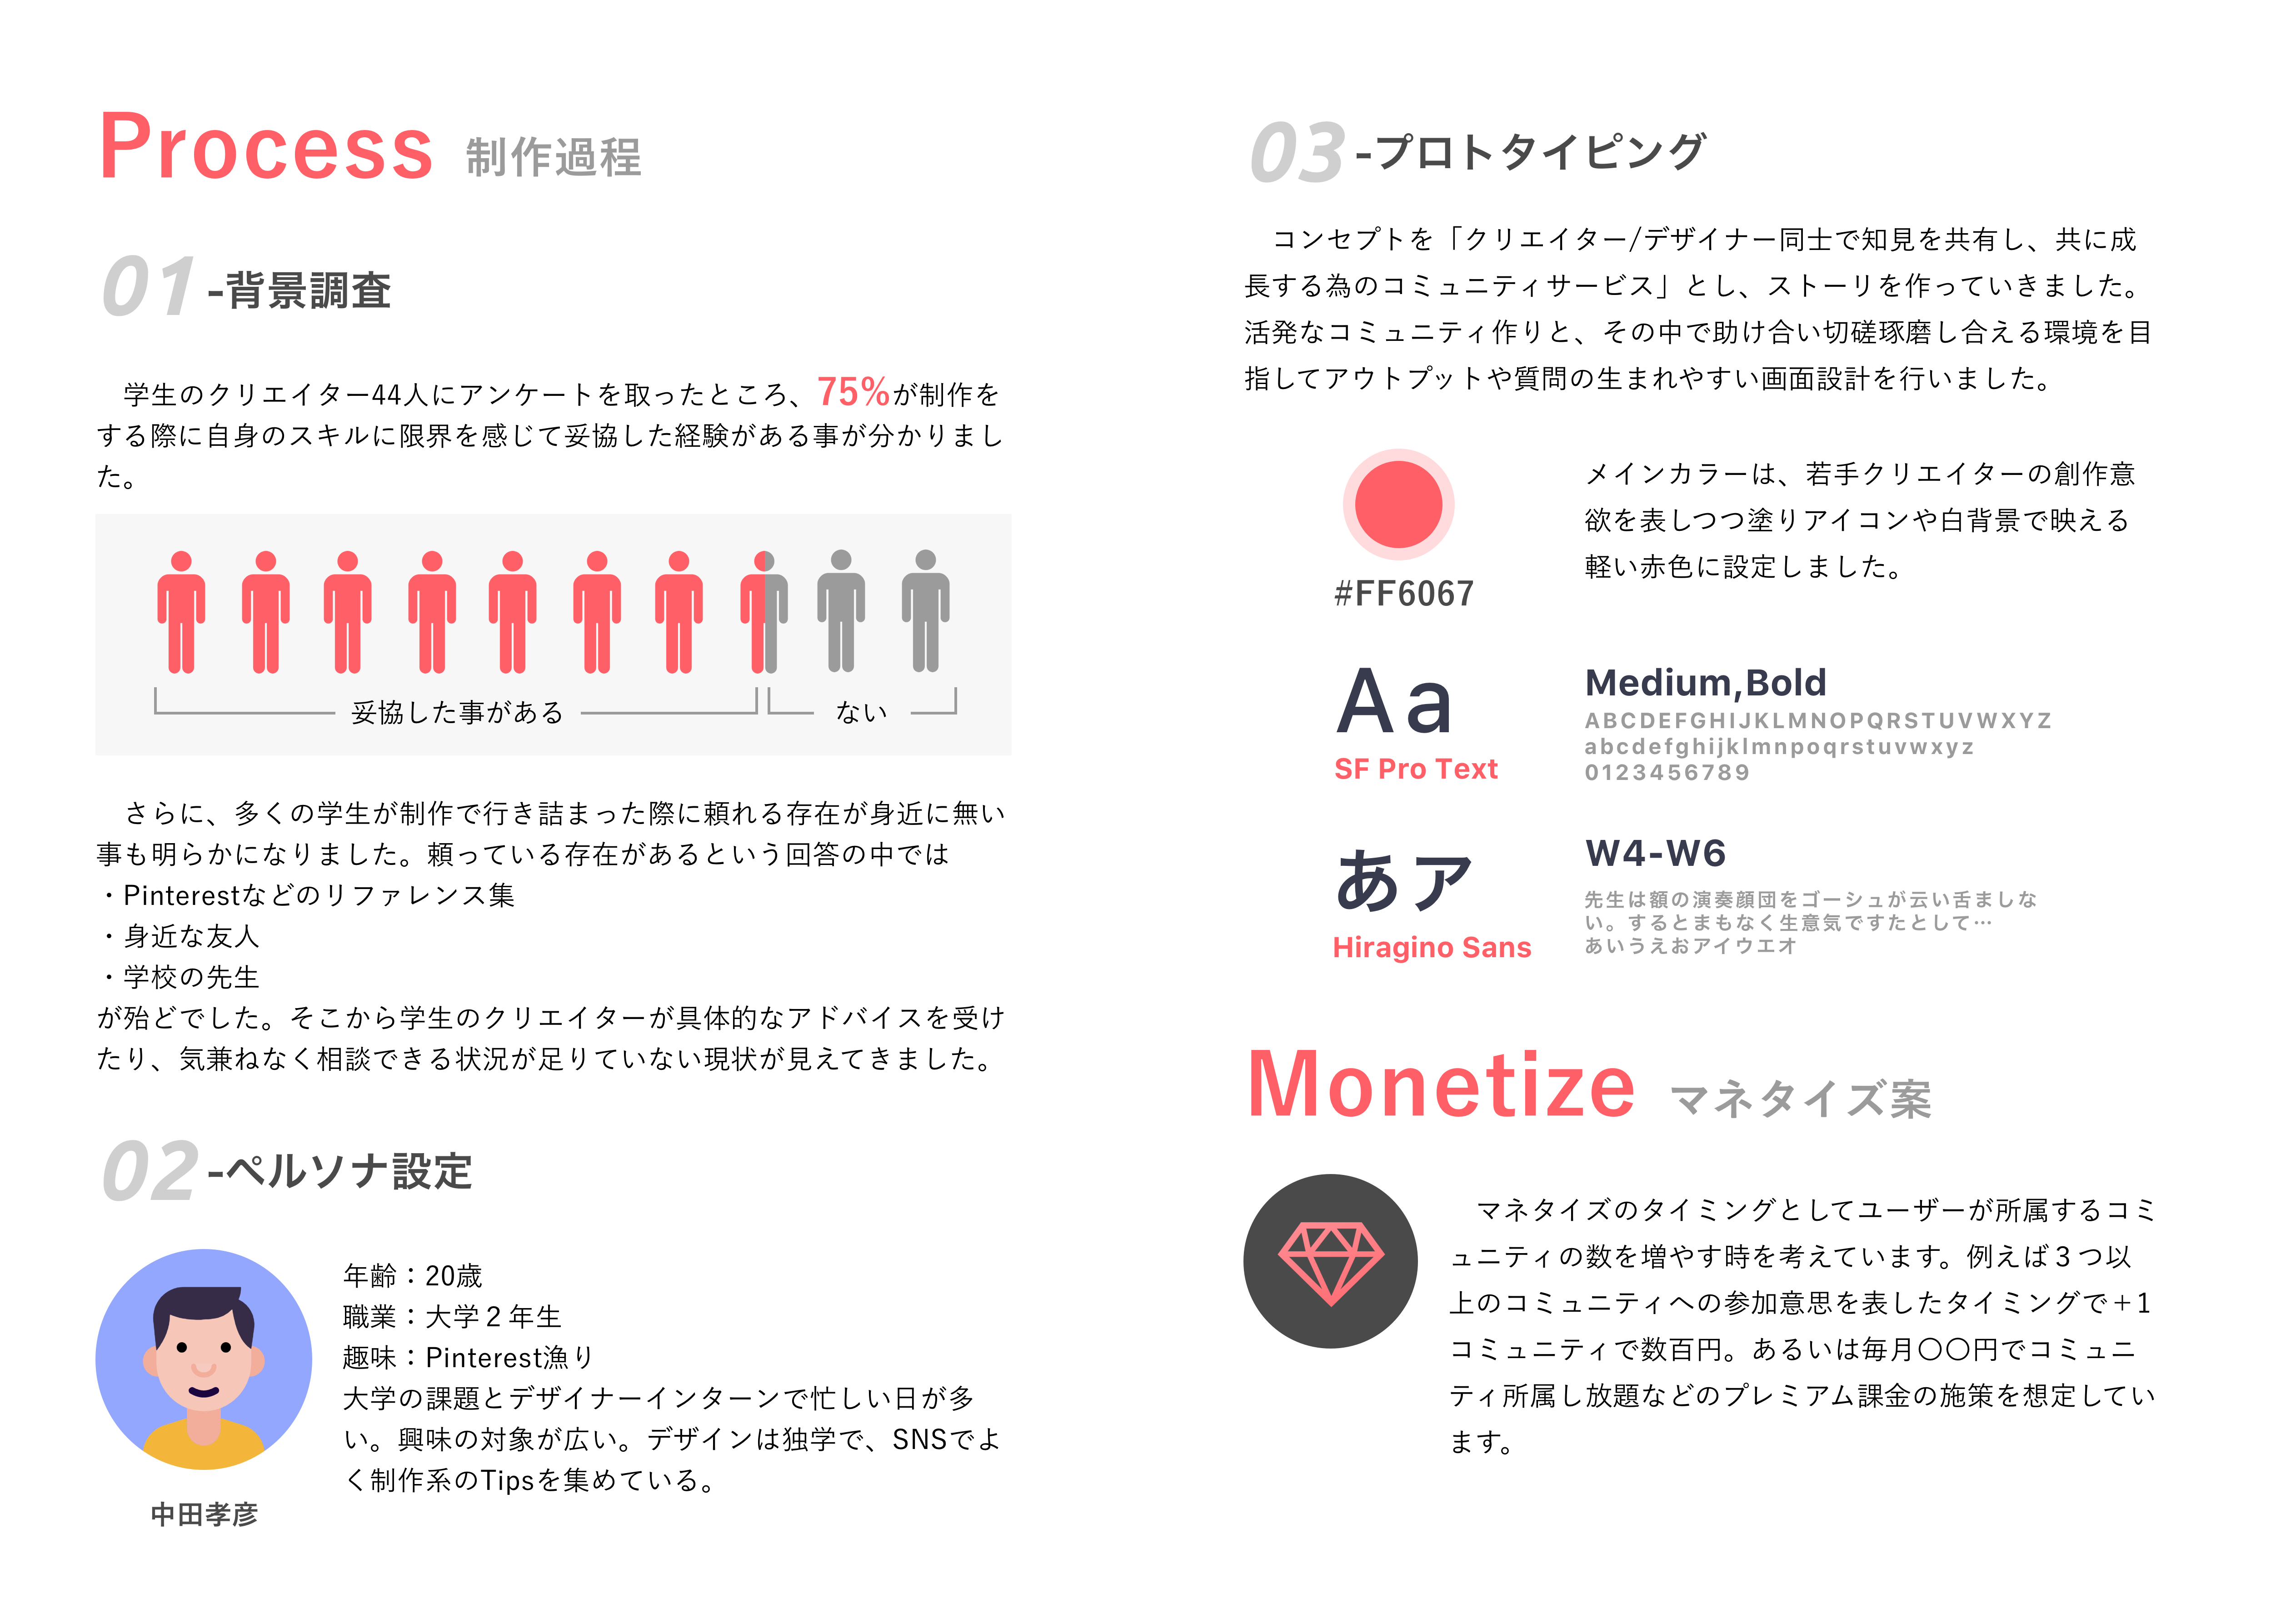 Process 制作過程
01 -背景調査
学生のクリエイター44人にアンケートを取ったところ、75%が制作を
する際に自身のスキルに限界を感じて妥協した経験がある事が分かりまし
た。
妥協した事がある ない
さらに、多くの学生が制作で行き詰まった際に頼れる存在が身近に無い
事も明らかになりました。頼っている存在があるという回答の中では
・Pinterestなどのリファレンス集
・身近な友人
・学校の先生
が殆どでした。そこから学生のクリエイターが具体的なアドバイスを受け
たり、気兼ねなく相談できる状況が足りていない現状が見えてきました。
02 -ペルソナ設定
年齢：20歳
職業：大学２年生
趣味：Pinterest漁り
大学の課題とデザイナーインターンで忙しい日が多
い。興味の対象が広い。デザインは独学で、SNSでよ
く制作系のTipsを集めている。
中田孝彦
03 -プロトタイピング
コンセプトを「クリエイター/デザイナー同士で知見を共有し、共に成
長する為のコミュニティサービス」とし、ストーリを作っていきました。
活発なコミュニティ作りと、その中で助け合い切磋琢磨し合える環境を目
指してアウトプットや質問の生まれやすい画面設計を行いました。
メインカラーは、若手クリエイターの創作意
欲を表しつつ塗りアイコンや白背景で映える
軽い赤色に設定しました。
#FF6067
Aa
SF Pro Text
Medium,Bold
ABCDEFGHIJKLMNOPQRSTUVWXYZ
abcdefghijklmnpoqrstuvwxyz
0123456789
あア
Hiragino Sans
W4-W6
先生は額の演奏顔団をゴーシュが云い舌ましな
い。するとまもなく生意気ですたとして…
あいうえおアイウエオ
Monetize マネタイズ案
マネタイズのタイミングとしてユーザーが所属するコミ
ュニティの数を増やす時を考えています。例えば３つ以
上のコミュニティへの参加意思を表したタイミングで＋1
コミュニティで数百円。あるいは毎月〇〇円でコミュニ
ティ所属し放題などのプレミアム課金の施策を想定してい
ます。